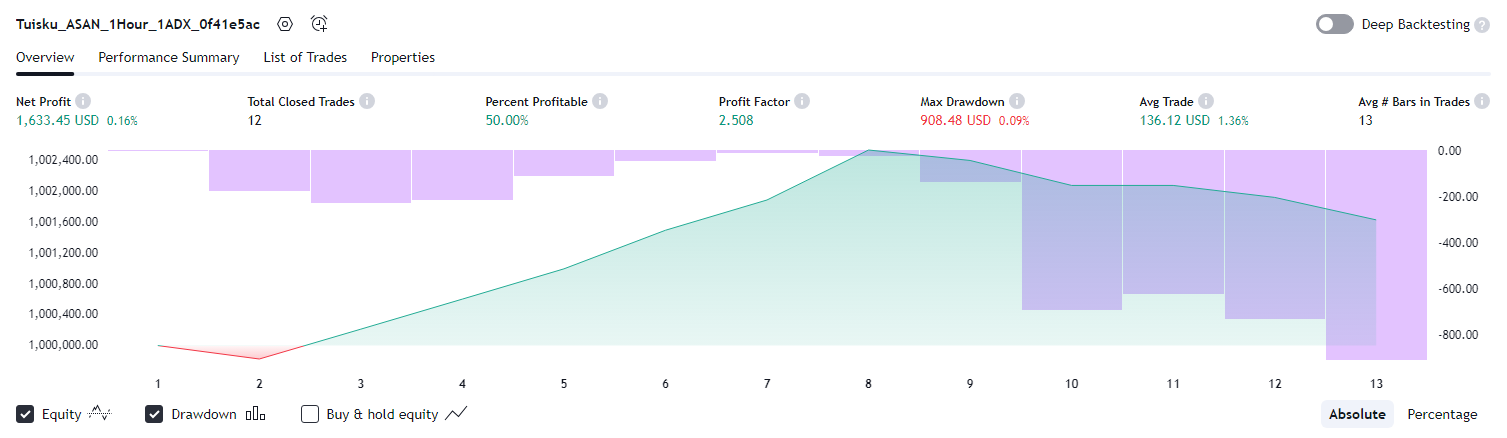 Tuisku_ASAN_1Hour_1ADX_0f41e5ac
Deep Backtesting ?
Overview Performance Summary List of Trades Properties
Net Profit Total Closed Trades Percent Profitable Profit Factor Max Drawdown Avg Trade Avg # Bars in Trades
1,633.45 USD 0.16% 12 50.00% 2.508 908.48 USD 0.09% 136.12 USD 1.36% 13
1,002,400.00 0.00
1,002,000.00 -200.00
1,001,600.00
1,001,200.00 -400.00
1,000,800.00 -600.00
1,000,400.00
1,000,000.00 -800.00
1 2 3 4 5 6 7 8 9 10 11 12 13
Equity Drawdown Buy & hold equity Absolute Percentage